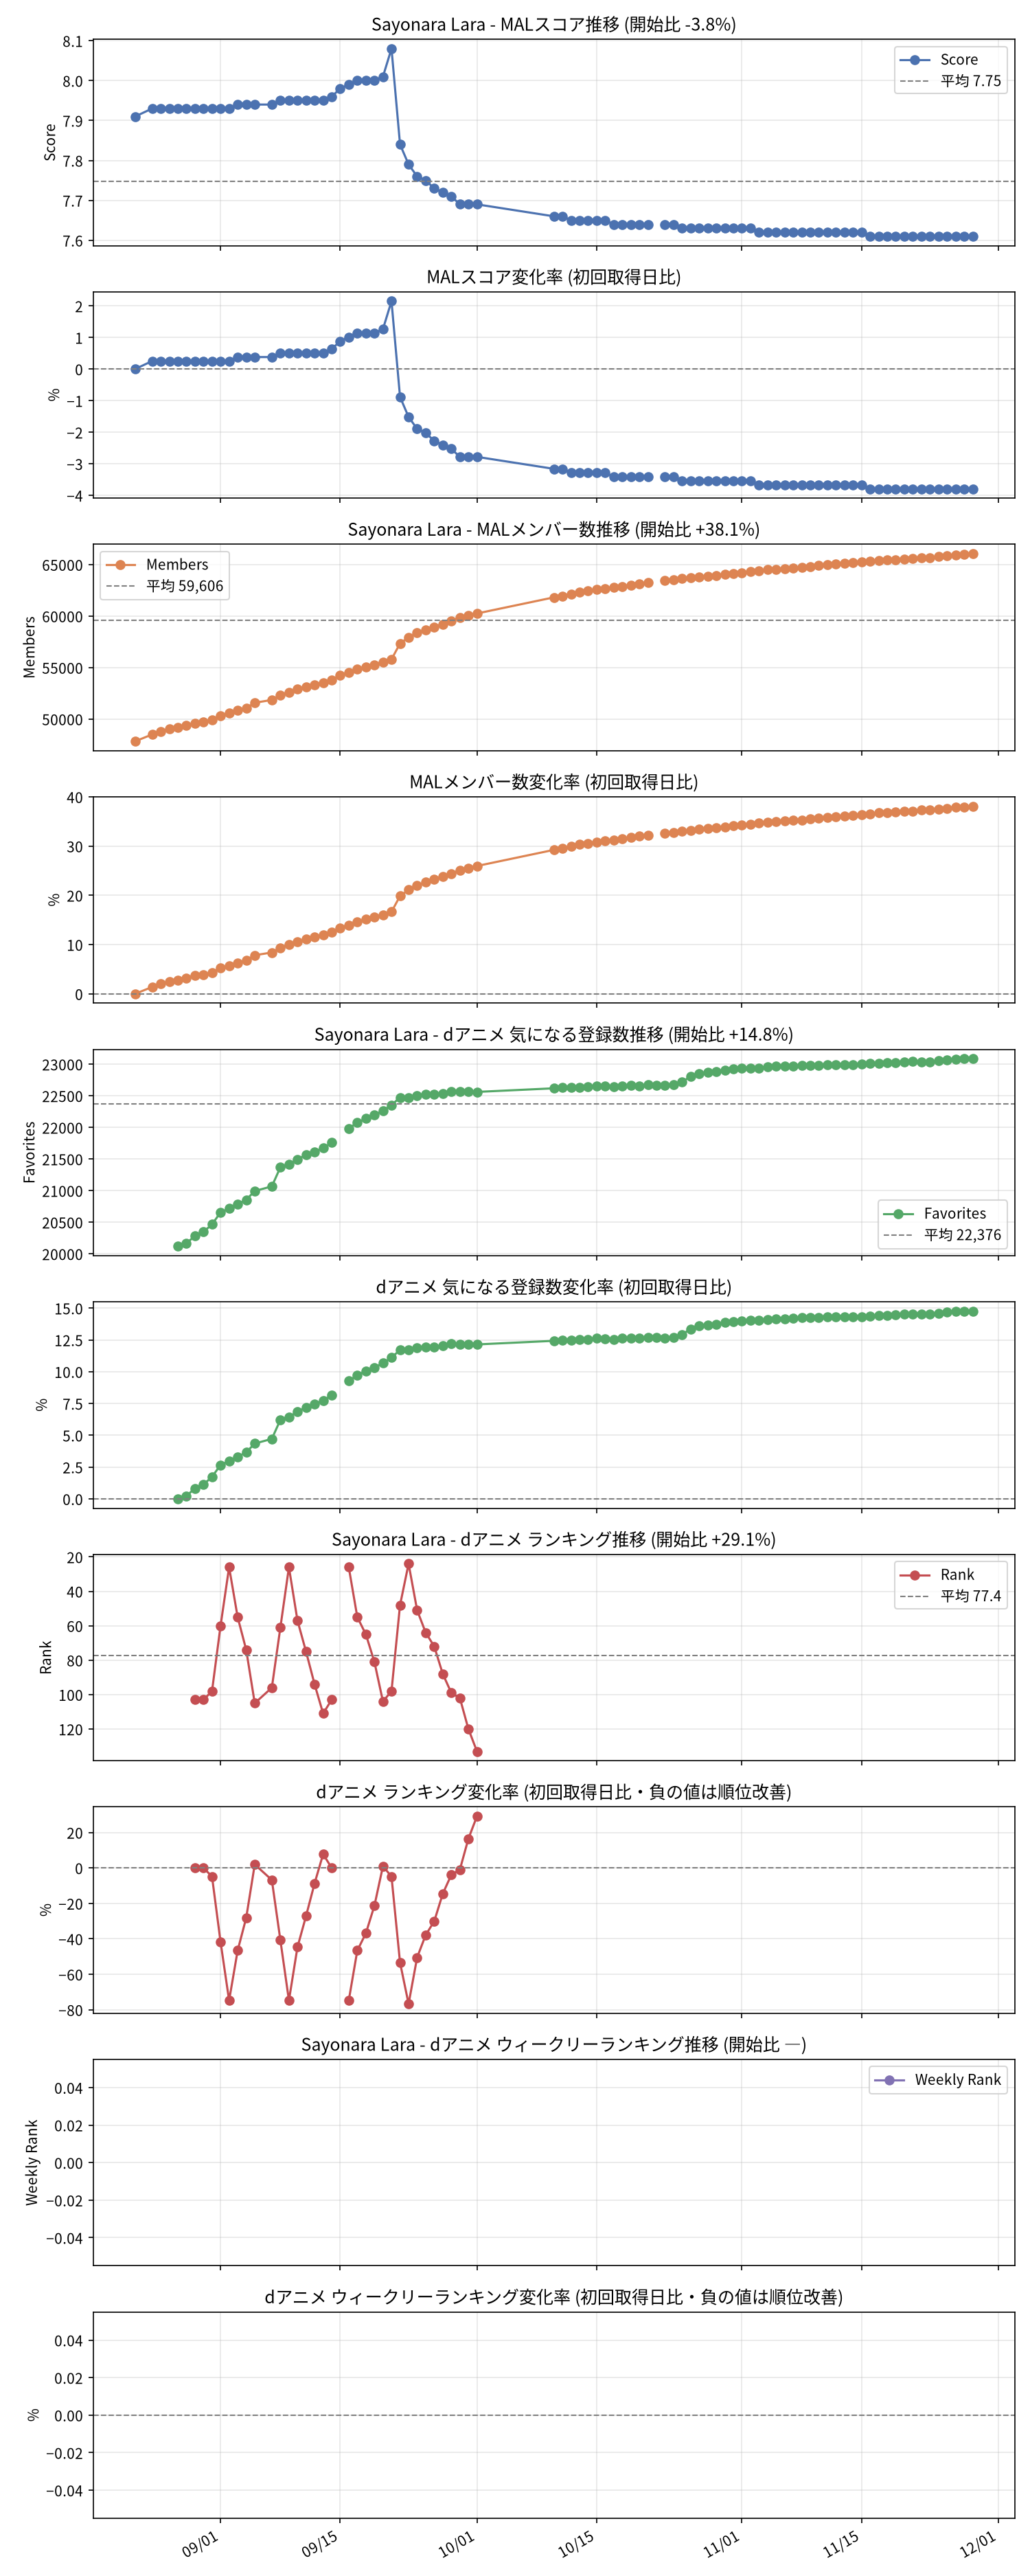 Sayonara Lara - MALスコア推移 (開始比 -3.8%)
8.1
8.0
7.9
7.8
7.7
7.6
Score
Score
平均 7.75
MALスコア変化率 (初回取得日比)
2
1
0
−1
−2
−3
−4
%
Sayonara Lara - MALメンバー数推移 (開始比 +38.1%)
65000
60000
55000
50000
Members
Members
平均 59,606
MALメンバー数変化率 (初回取得日比)
40
30
20
10
0
%
Sayonara Lara - dアニメ 気になる登録数推移 (開始比 +14.8%)
23000
22500
22000
21500
21000
20500
20000
Favorites
Favorites
平均 22,376
dアニメ 気になる登録数変化率 (初回取得日比)
15.0
12.5
10.0
7.5
5.0
2.5
0.0
%
Sayonara Lara - dアニメ ランキング推移 (開始比 +29.1%)
20
40
60
80
100
120
Rank
Rank
平均 77.4
dアニメ ランキング変化率 (初回取得日比・負の値は順位改善)
20
0
−20
−40
−60
−80
%
Sayonara Lara - dアニメ ウィークリーランキング推移 (開始比 —)
0.04
0.02
0.00
−0.02
−0.04
Weekly Rank
Weekly Rank
dアニメ ウィークリーランキング変化率 (初回取得日比・負の値は順位改善)
0.04
0.02
0.00
−0.02
−0.04
%
09/01
09/15
10/01
10/15
11/01
11/15
12/01